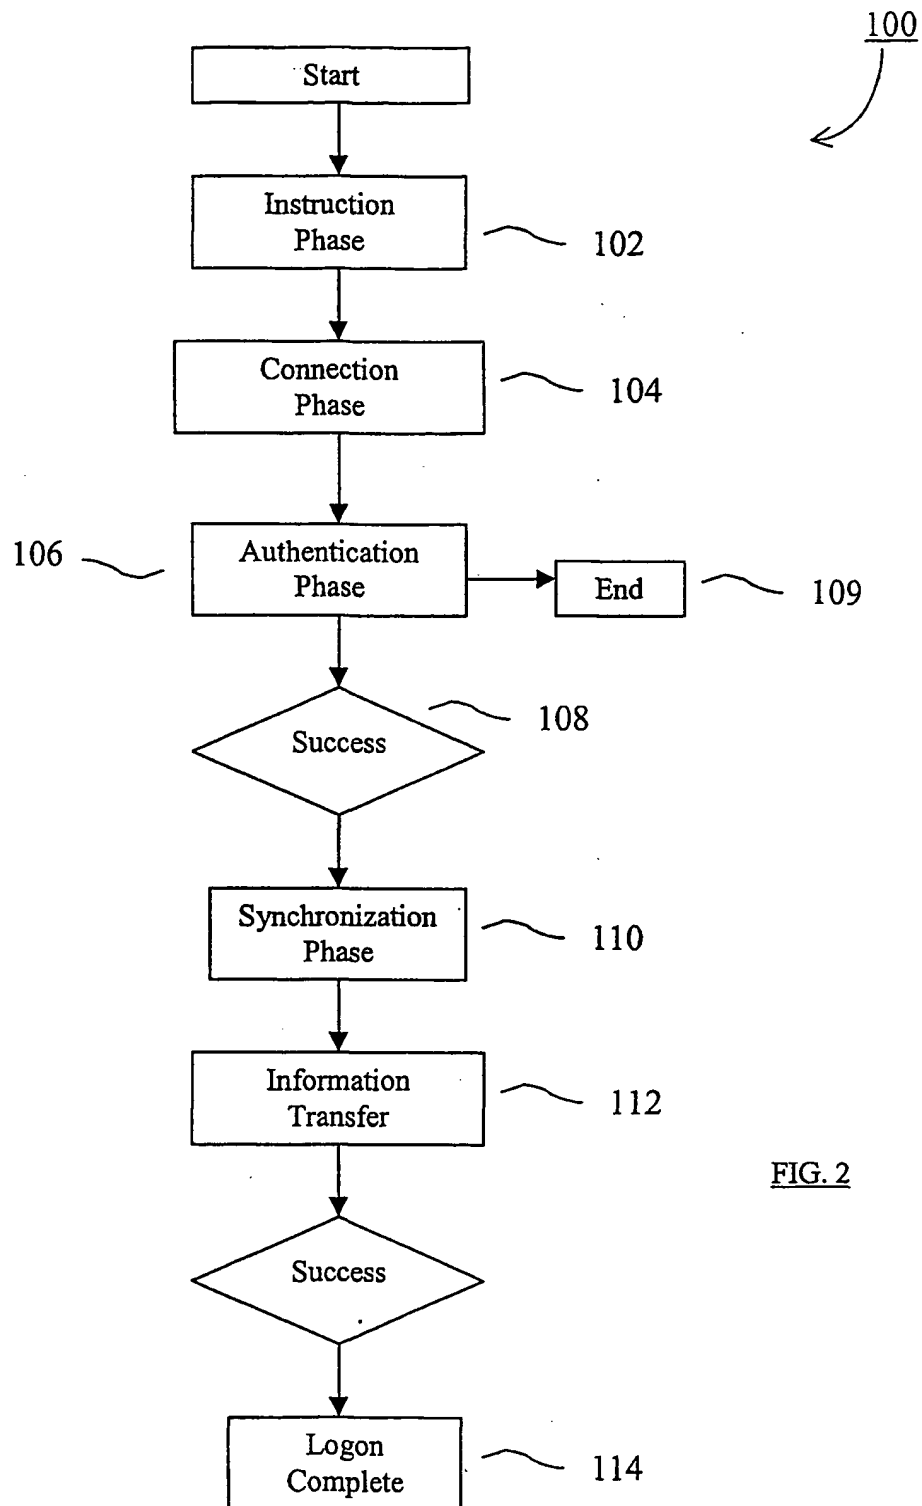 100
Start
Instruction
Phase
102
Connection
Phase
104
106
Authentication
Phase
End
109
Success
108
Synchronization
Phase
110
Information
Transfer
112
FIG. 2
Success
Logon
Complete
114